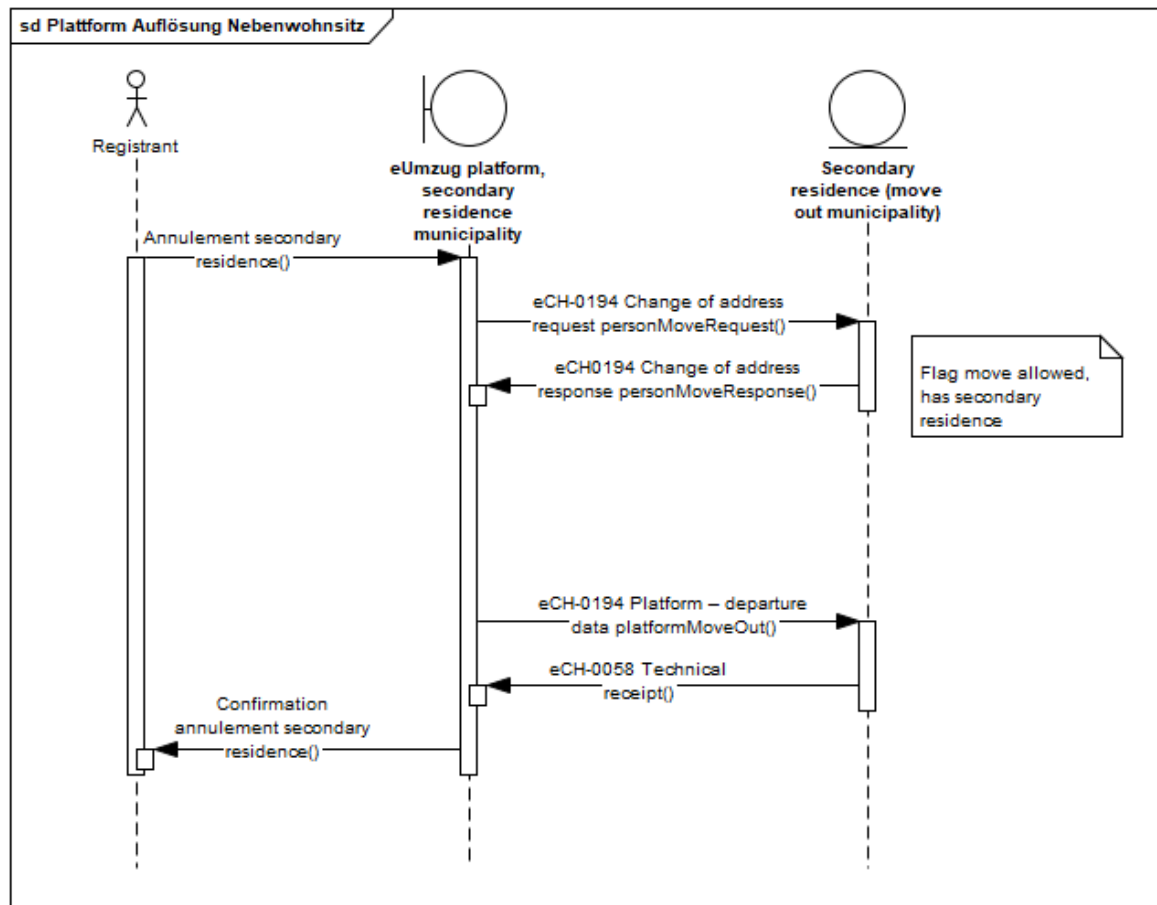 sd Plattform Auflösung Nebenwohnsitz
Registrant
eUmzug platform,
secondary
residence
municipality
Secondary
residence (move
out municipality)
Annulement secondary
residence()
eCH-0194 Change of address
request personMoveRequest()
eCH0194 Change of address
response personMoveResponse()
Flag move allowed,
has secondary
residence
eCH-0194 Platform – departure
data platformMoveOut()
eCH-0058 Technical
receipt()
Confirmation
annulement secondary
residence()